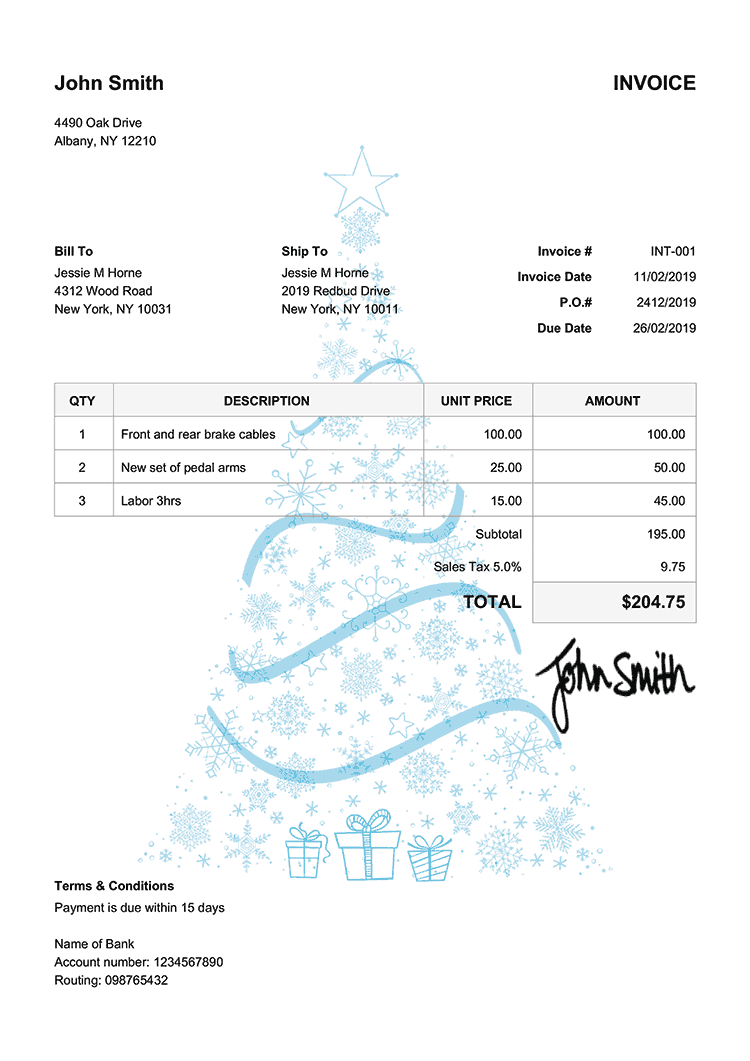 John Smith
INVOICE
4490 Oak Drive
Albany, NY 12210
Bill To
Jessie M Horne
4312 Wood Road
New York, NY 10031
Ship To
Jessie M Horne
2019 Redbud Drive
New York, NY 10011
Invoice # INT-001
Invoice Date 11/02/2019
P.O.# 2412/2019
Due Date 26/02/2019
QTY DESCRIPTION UNIT PRICE AMOUNT
1 Front and rear brake cables 100.00 100.00
2 New set of pedal arms 25.00 50.00
3 Labor 3hrs 15.00 45.00
Subtotal 195.00
Sales Tax 5.0% 9.75
TOTAL $204.75
John Smith
Terms & Conditions
Payment is due within 15 days
Name of Bank
Account number: 1234567890
Routing: 098765432